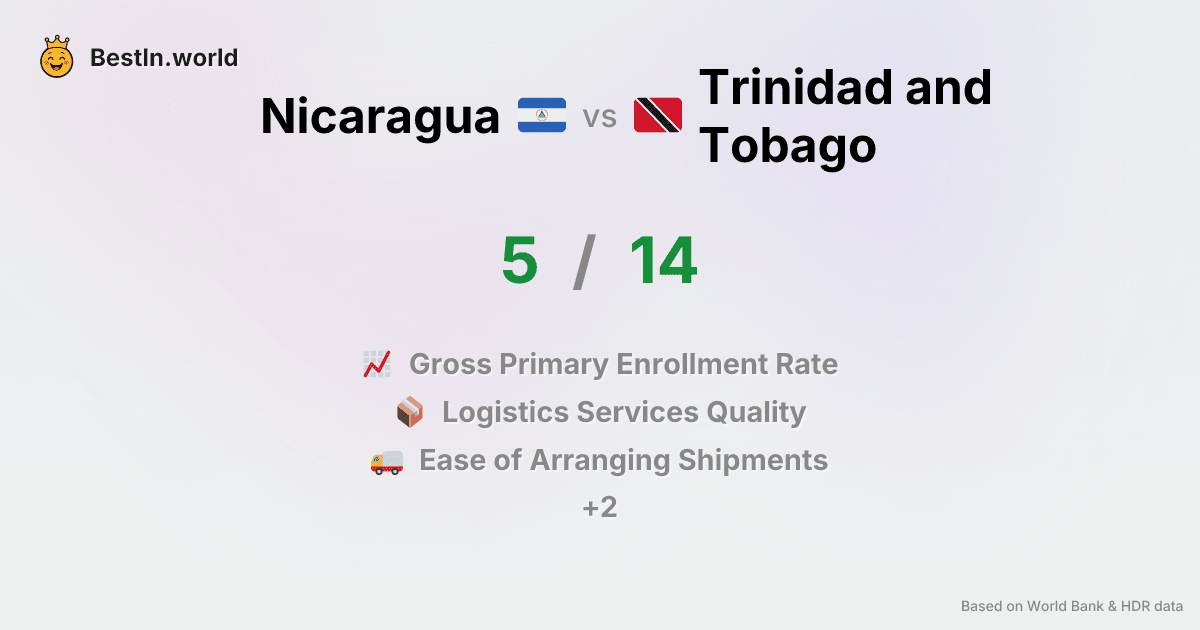 BestIn.world
Nicaragua vs Trinidad and
Tobago
5 / 14
Gross Primary Enrollment Rate
Logistics Services Quality
Ease of Arranging Shipments
+2
Based on World Bank & HDR data